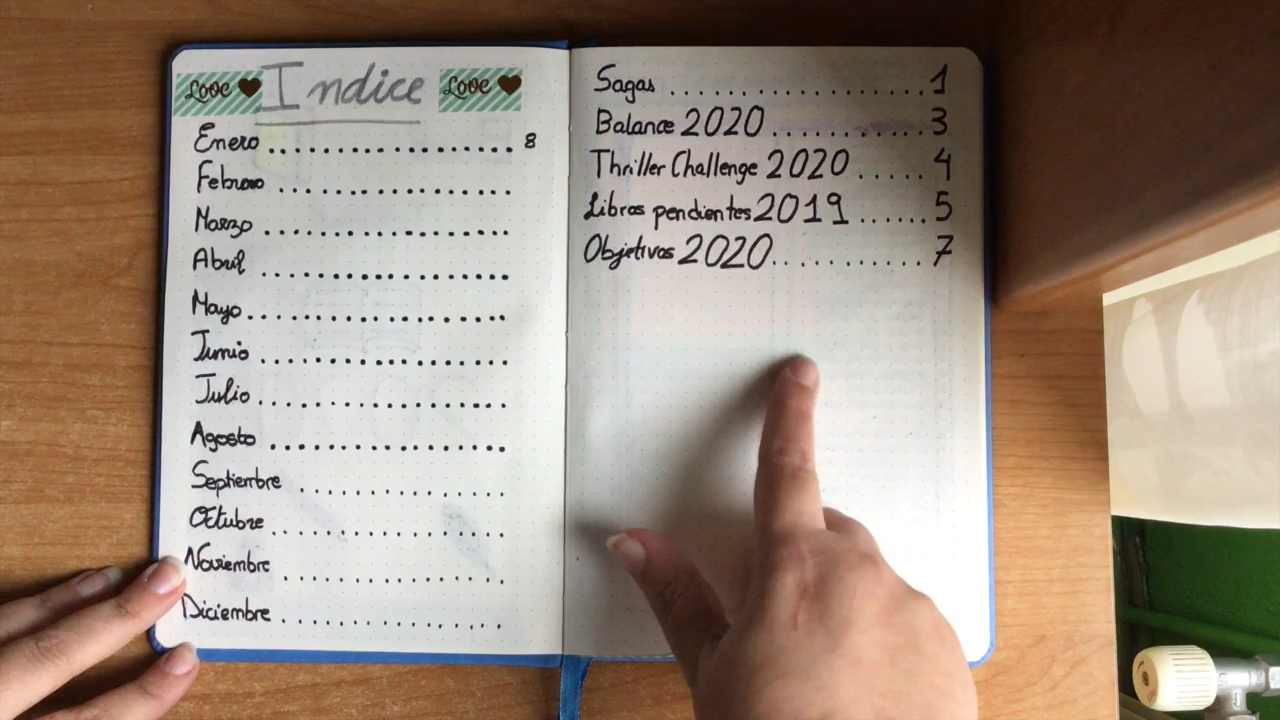 Love Indice Love
Enero ................. 8
Febrero ...............
Marzo ................
Abril ................
Mayo .................
Junio ................
Julio .................
Agosto ................
Septiembre .............
Octubre ................
Noviembre ..............
Diciembre ..............
Sagas .................. 1
Balance 2020 ............ 3
Thriller Challenge 2020 ..... 4
Libros pendientes 2019 ...... 5
Objetivos 2020 ........... 7